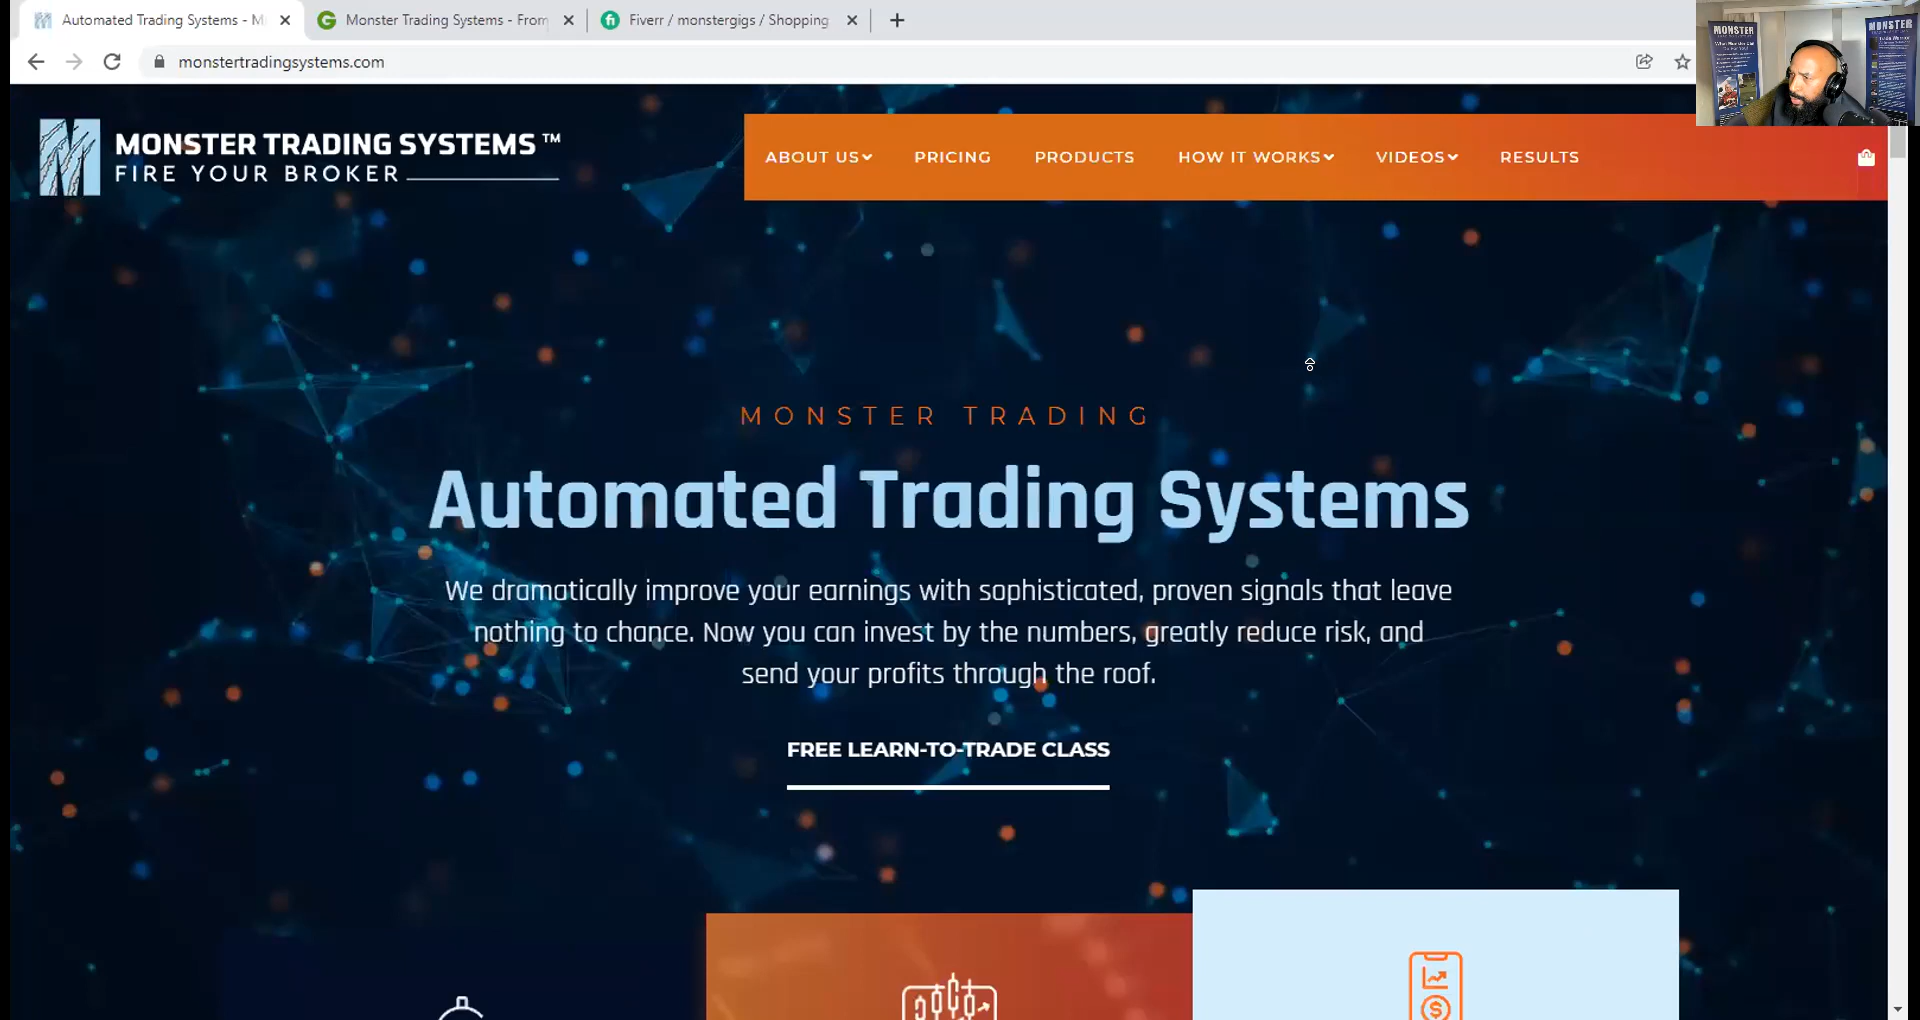 Automated Trading Systems - M
Monster Trading Systems - From
Fiverr / monstergigs / Shopping
monstertradingsystems.com
MONSTER
MONSTER
MONSTER TRADING SYSTEMS ™
FIRE YOUR BROKER
ABOUT US
PRICING
PRODUCTS
HOW IT WORKS
VIDEOS
RESULTS
MONSTER TRADING
Automated Trading Systems
We dramatically improve your earnings with sophisticated, proven signals that leave
nothing to chance. Now you can invest by the numbers, greatly reduce risk, and
send your profits through the roof.
FREE LEARN-TO-TRADE CLASS